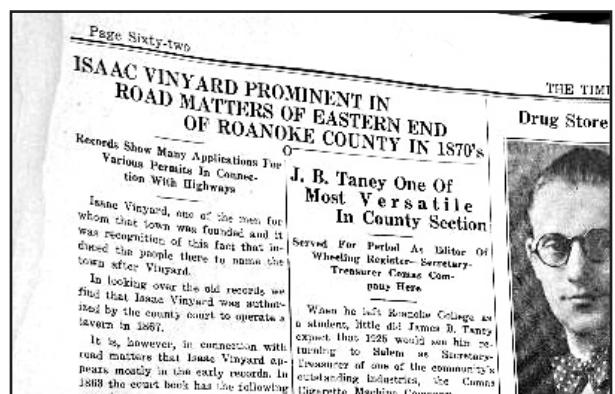 Page Sixty-two
THE TIM
ISAAC VINYARD PROMINENT IN
ROAD MATTERS OF EASTERN END
OF ROANOKE COUNTY IN 1870's
Records Show Many Applications For
Various Permits In Connec-
tion With Highways
Isaac Vinyard, one of the men for
whom that town was founded and it
was recognition of this fact that in-
duced the people there to name the
town after Vinyard.
In looking over the old records we
find that Isaac Vinyard was author-
ized by the county court to operate a
tavern in 1867.
It is, however, in connection with
road matters that Isaac Vinyard ap-
pears mostly in the early records. In
1868 the court book has the following
J. B. Taney One Of
Most Versatile
In County Section
Served For Period As Editor Of
Wheeling Register—Secretary-
Treasurer Comas Com-
pany Here
When he left Roanoke College as
a student, little did James B. Taney
expect that 1925 would see him re-
turning to Salem as Secretary-
Treasurer of one of the community's
outstanding industries, the Comas
Cigarette Machine Company
Drug Store